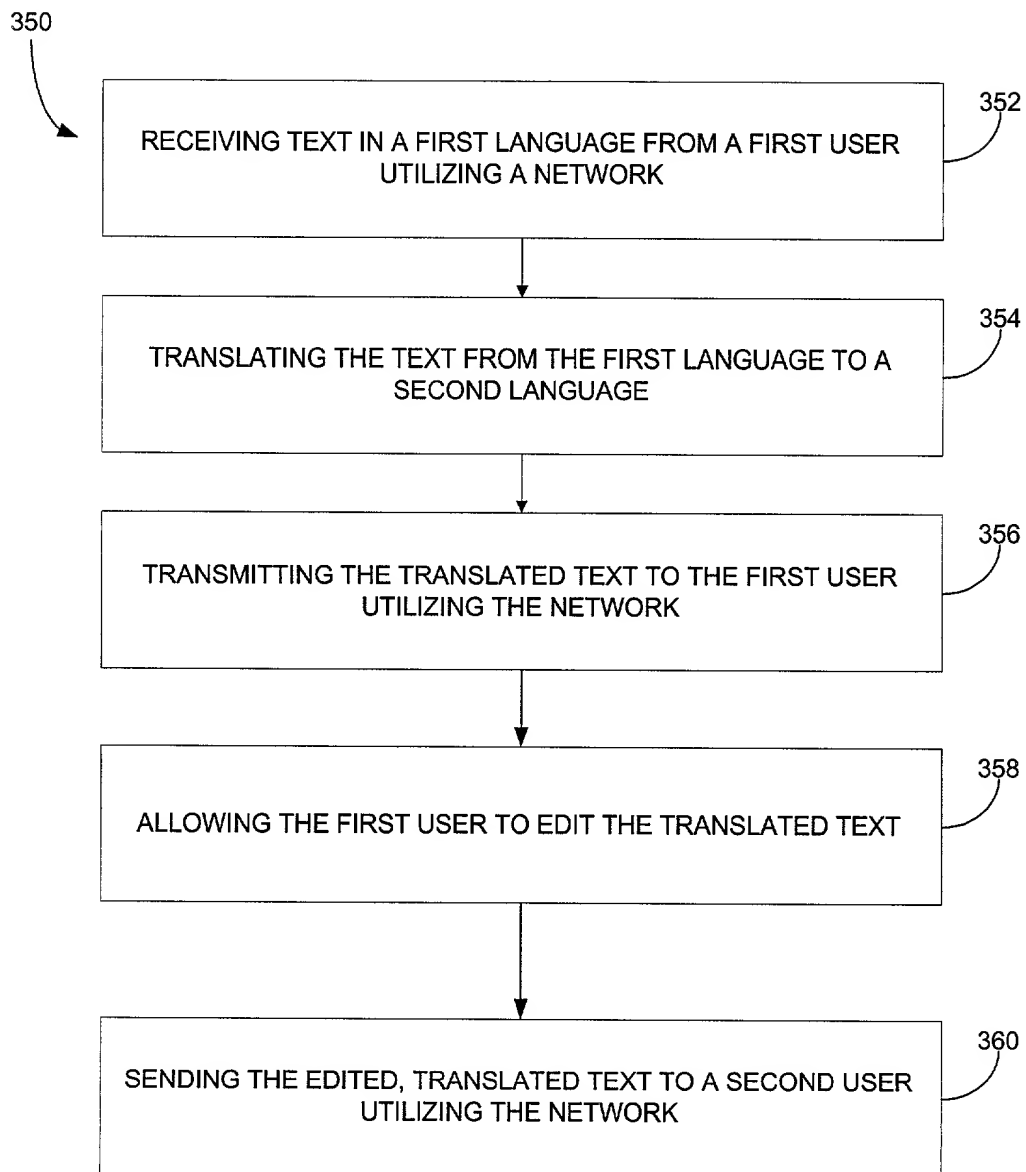 350
352
RECEIVING TEXT IN A FIRST LANGUAGE FROM A FIRST USER
UTILIZING A NETWORK
354
TRANSLATING THE TEXT FROM THE FIRST LANGUAGE TO A
SECOND LANGUAGE
356
TRANSMITTING THE TRANSLATED TEXT TO THE FIRST USER
UTILIZING THE NETWORK
358
ALLOWING THE FIRST USER TO EDIT THE TRANSLATED TEXT
360
SENDING THE EDITED, TRANSLATED TEXT TO A SECOND USER
UTILIZING THE NETWORK